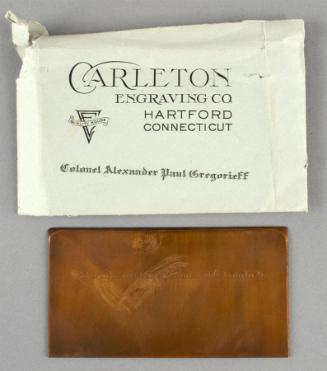 CARLETON
ENGRAVING CO
HARTFORD
CONNECTICUT
Colonel Alexander Paul Gregorieff